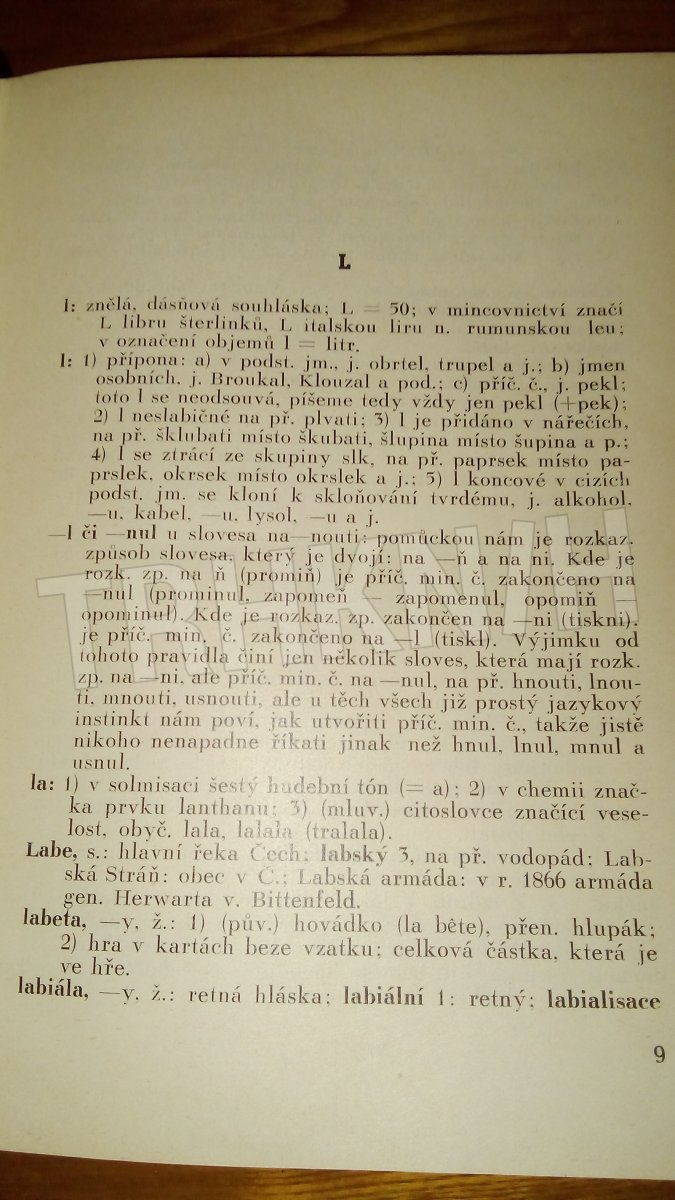 L
l: znělá, dásňová souhláska; L = 50; v mincovnictví značí
L libru šterlinků, L italskou liru n. rumunskou leu;
v označení objemů l = litr.
l: 1) přípona: a) v podst. jm., j. obrtel, trupel a j.; b) jmen
osobních, j. Broukal, Klouzal a pod.; c) příč. č., j. pekl;
toto l se neodsouvá, píšeme tedy vždy jen pekl (+pek);
2) l neslabičné na př. plvati; 3) l je přidáno v nářečích,
na př. šklubati místo škubati, šlupina místo šupina a p.;
4) l se ztrácí ze skupiny slk, na př. paprsek místo pa-
prslek, okrsek místo okrslek a j.; 5) l koncové v cizích
podst. jm. se kloní k skloňování tvrdému, j. alkohol,
—u, kabel, —u, lysol, —u a j.
—l či —nul u slovesa na —nouti: pomůckou nám je rozkaz.
způsob slovesa, který je dvojí: na —ň a na ni. Kde je
rozk. zp. na ň (promiň) je příč. min. č. zakončeno na
—nul (prominul, zapomeň — zapomenul, opomiň —
opominul). Kde je rozkaz. zp. zakončen na —ni (tiskni).
je příč. min. č. zakončeno na —l (tiskl). Výjimku od
tohoto pravidla činí jen několik sloves, která mají rozk.
zp. na —ni, ale příč. min. č. na —nul, na př. hnouti, lnou-
ti, mnouti, usnouti, ale u těch všech již prostý jazykový
instinkt nám poví, jak utvořiti příč. min. č., takže jistě
nikoho nenapadne říkati jinak než hnul, lnul, mnul a
usnul.
la: 1) v solmisaci šestý hudební tón (= a); 2) v chemii znač-
ka prvku lanthanu; 3) (mluv.) citoslovce značící vese-
lost, obyč. lala, lalala (tralala).
Labe, s.: hlavní řeka Čech; labský 3, na př. vodopád; Lab-
ská Stráň: obec v Č.; Labská armáda: v r. 1866 armáda
gen. Herwarta v. Bittenfeld.
labeta, —y, ž.: 1) (pův.) hovádko (la bête), přen. hlupák;
2) hra v kartách beze vzatku; celková částka, která je
ve hře.
labiála, —y, ž.: retná hláska; labiální 1: retný; labialisace
9